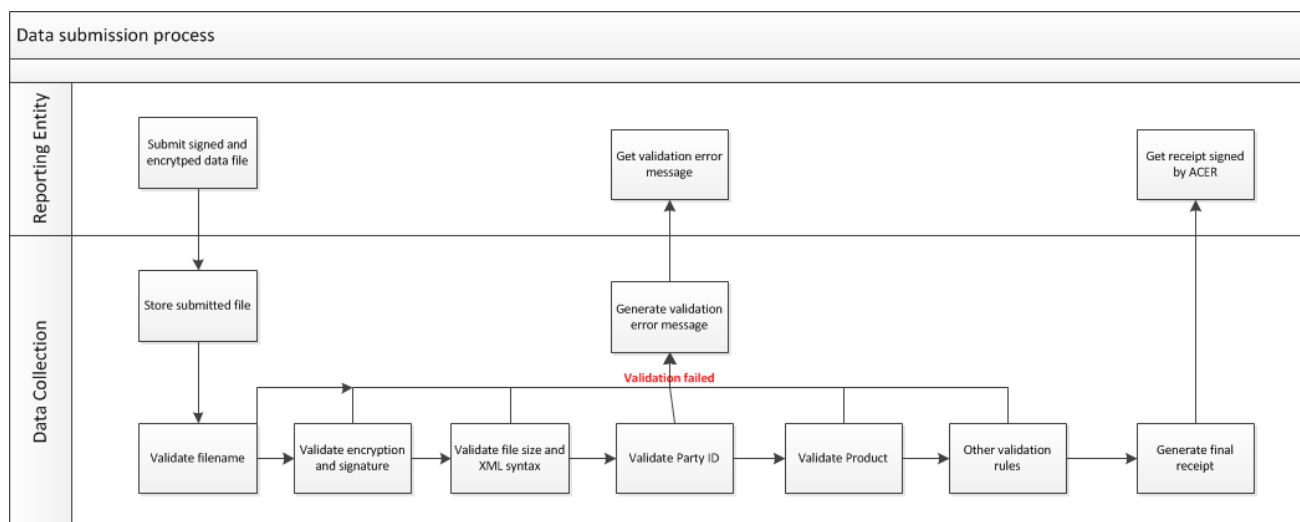 Data submission process
Reporting Entity
Submit signed and
encrytped data file
Get validation error
message
Get receipt signed
by ACER
Data Collection
Store submitted file
Generate validation
error message
Validation failed
Validate filename
Validate encryption
and signature
Validate file size and
XML syntax
Validate Party ID
Validate Product
Other validation
rules
Generate final
receipt